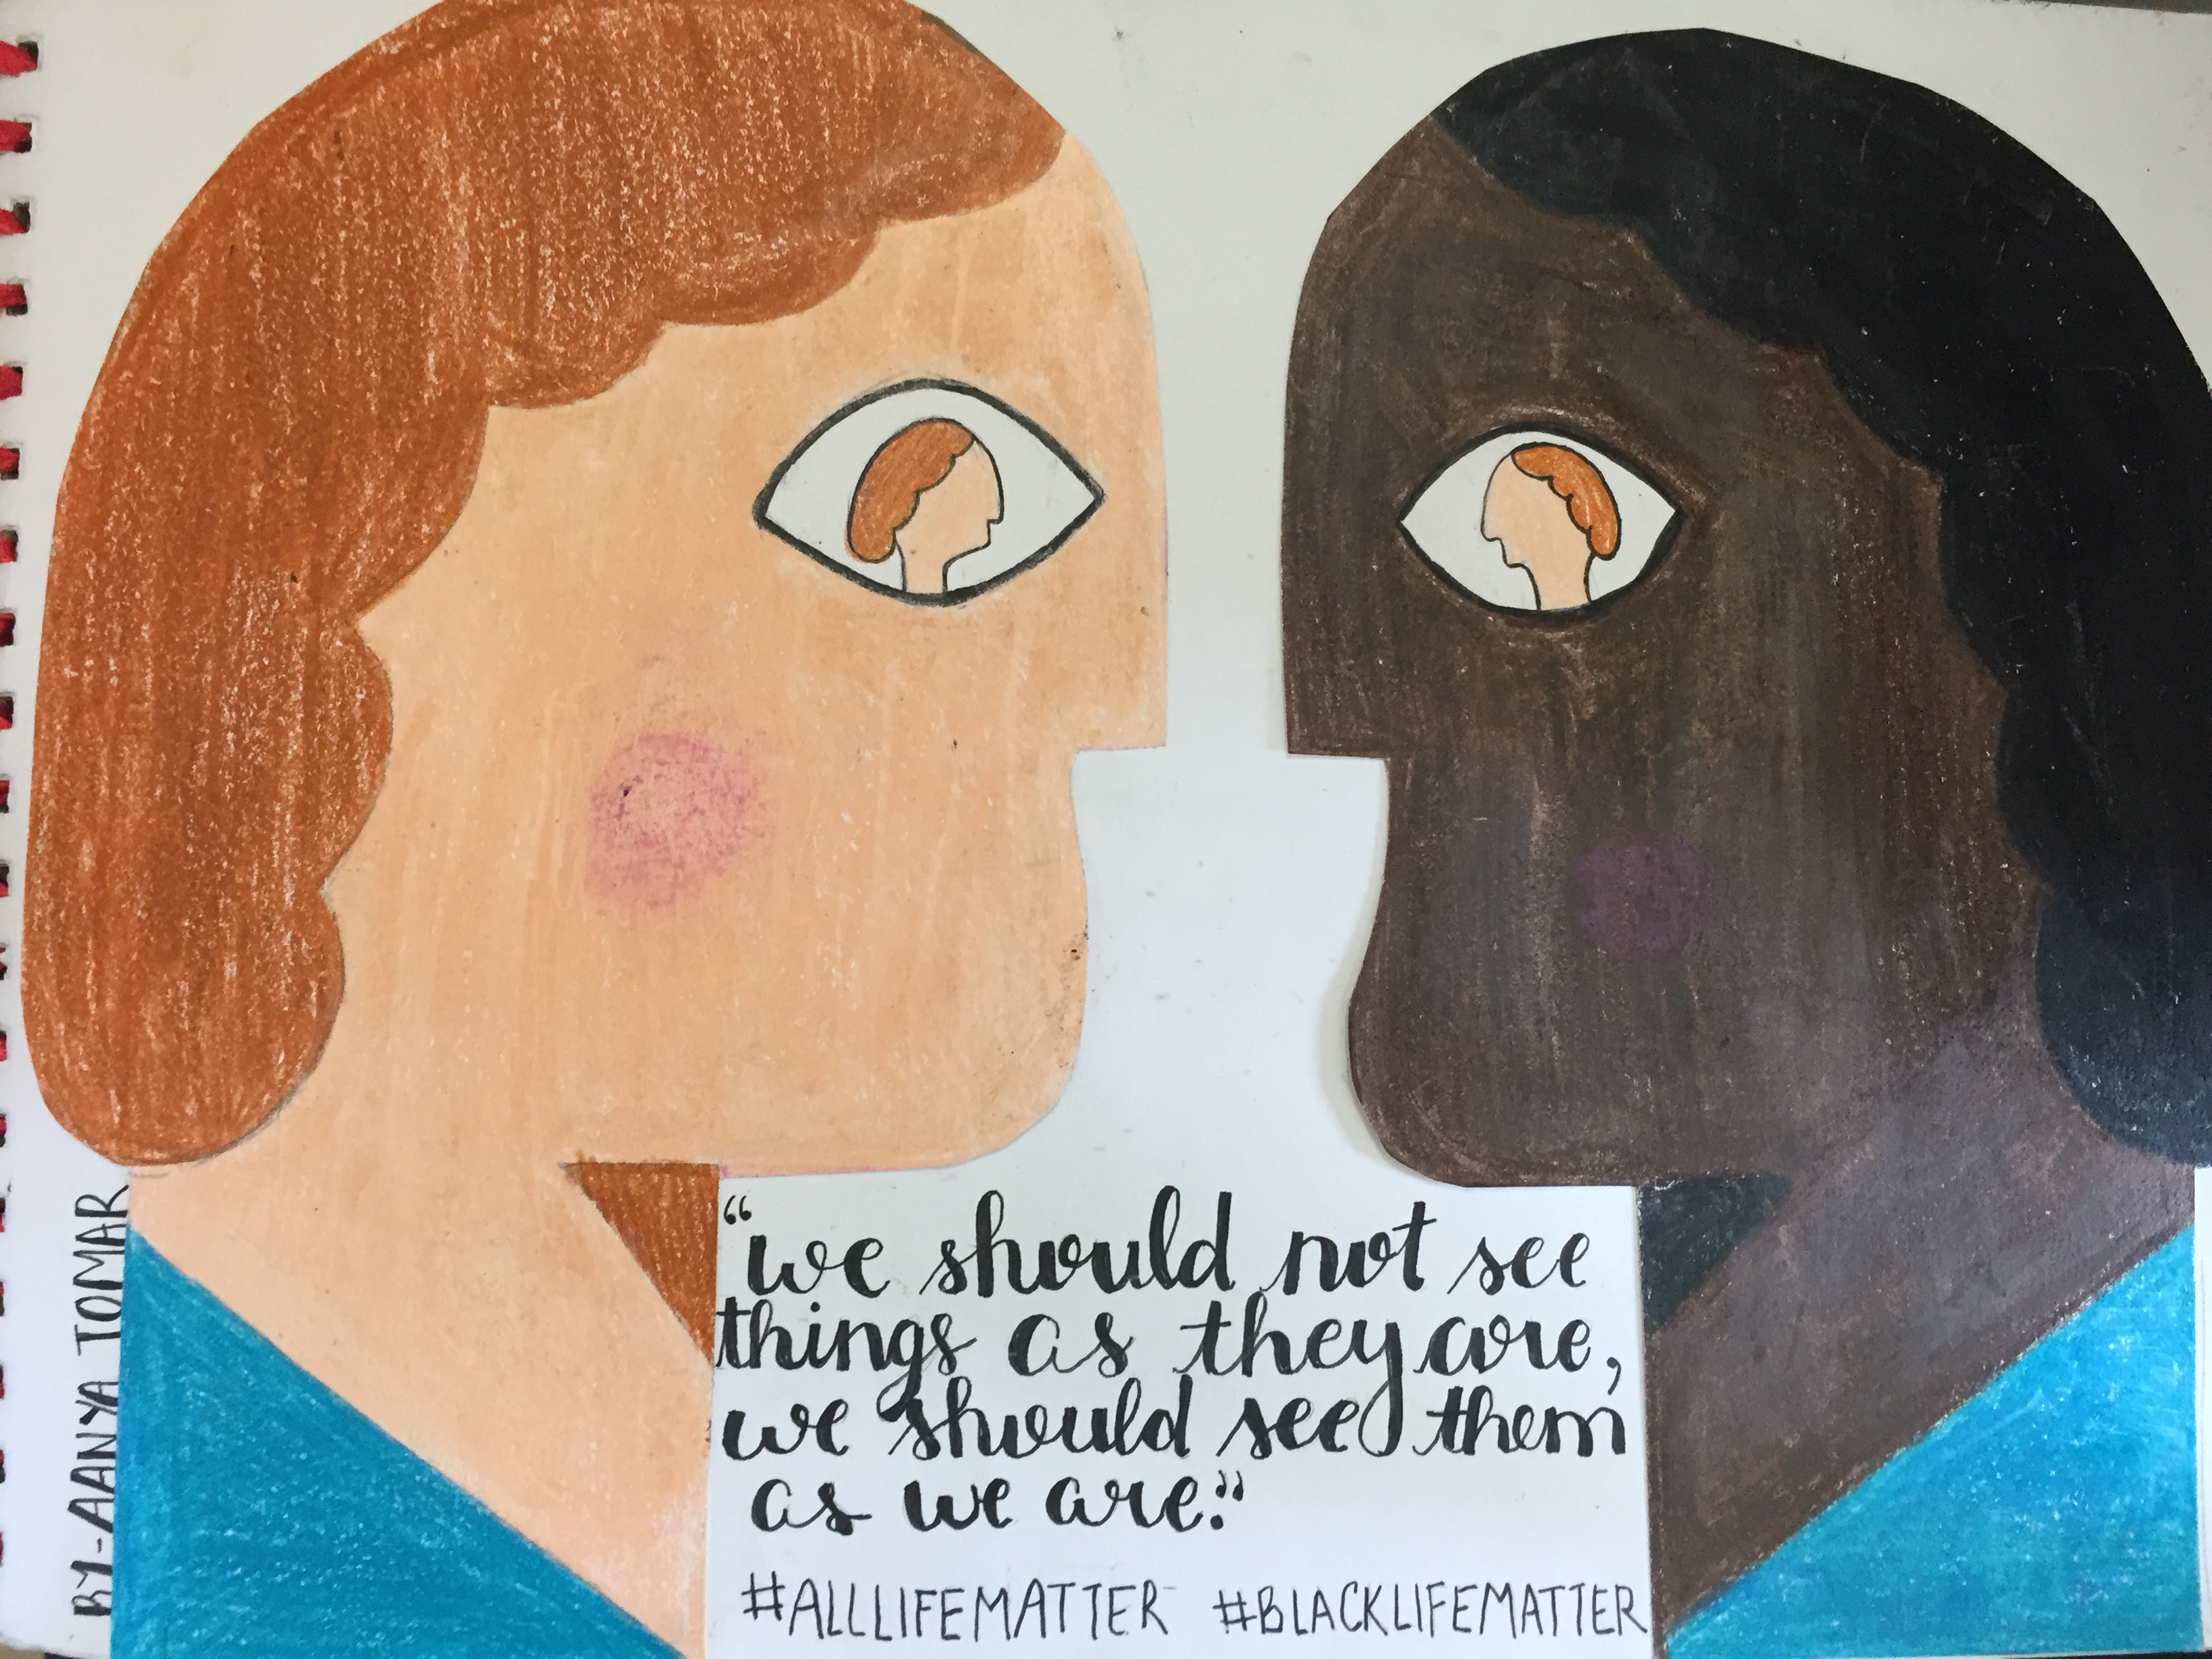 BY-AANYA TOMAR
"we should not see
things as they are,
we should see them
as we are."
#ALLLIFEMATTER #BLACKLIFEMATTER